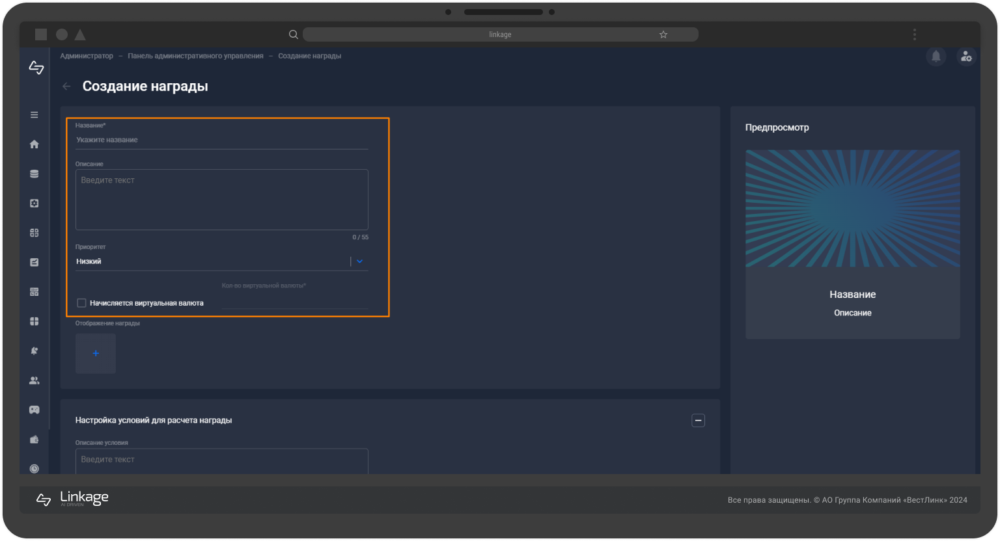 linkage
Администратор – Панель административного управления – Создание награды
Создание награды
Название*
Укажите название
Описание
Введите текст
0 / 55
Приоритет
Низкий
Кол-во виртуальной валюты*
Начисляется виртуальная валюта
Отображение награды
+
Настройка условий для расчета награды
Описание условия
Введите текст
Предпросмотр
Название
Описание
Linkage
AI DRIVEN
Все права защищены. © АО Группа Компаний «ВестЛинк» 2024